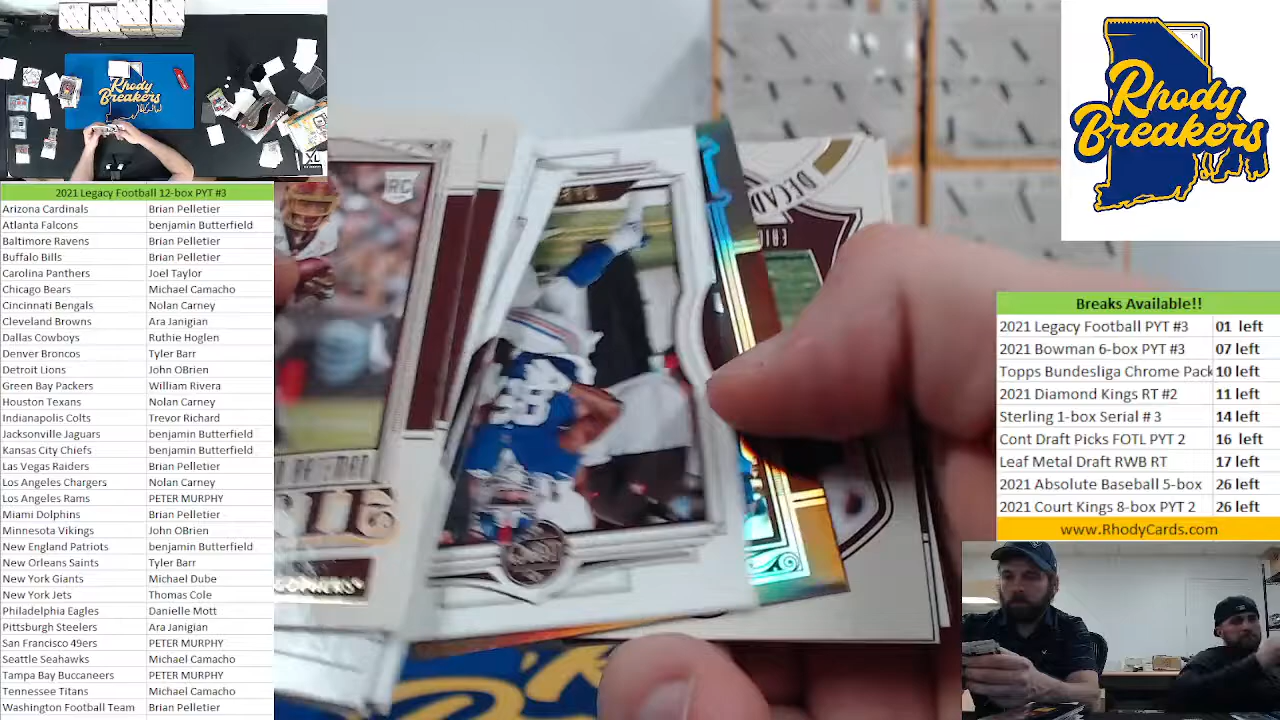 Rhody
Breakers
XL
2021 Legacy Football 12-box PYT #3
Arizona Cardinals Brian Pelletier
Atlanta Falcons benjamin Butterfield
Baltimore Ravens Brian Pelletier
Buffalo Bills Brian Pelletier
Carolina Panthers Joel Taylor
Chicago Bears Michael Camacho
Cincinnati Bengals Nolan Carney
Cleveland Browns Ara Janigian
Dallas Cowboys Ruthie Hoglen
Denver Broncos Tyler Barr
Detroit Lions John OBrien
Green Bay Packers William Rivera
Houston Texans Nolan Carney
Indianapolis Colts Trevor Richard
Jacksonville Jaguars benjamin Butterfield
Kansas City Chiefs benjamin Butterfield
Las Vegas Raiders Brian Pelletier
Los Angeles Chargers Nolan Carney
Los Angeles Rams PETER MURPHY
Miami Dolphins Brian Pelletier
Minnesota Vikings John OBrien
New England Patriots benjamin Butterfield
New Orleans Saints Tyler Barr
New York Giants Michael Dube
New York Jets Thomas Cole
Philadelphia Eagles Danielle Mott
Pittsburgh Steelers Ara Janigian
San Francisco 49ers PETER MURPHY
Seattle Seahawks Michael Camacho
Tampa Bay Buccaneers PETER MURPHY
Tennessee Titans Michael Camacho
Washington Football Team Brian Pelletier
RC
DECAD
Rhody
Breakers
Breaks Available!!
2021 Legacy Football PYT #3 01 left
2021 Bowman 6-box PYT #3 07 left
Topps Bundesliga Chrome Pack 10 left
2021 Diamond Kings RT #2 11 left
Sterling 1-box Serial # 3 14 left
Cont Draft Picks FOTL PYT 2 16 left
Leaf Metal Draft RWB RT 17 left
2021 Absolute Baseball 5-box 26 left
2021 Court Kings 8-box PYT 2 26 left
www.RhodyCards.com